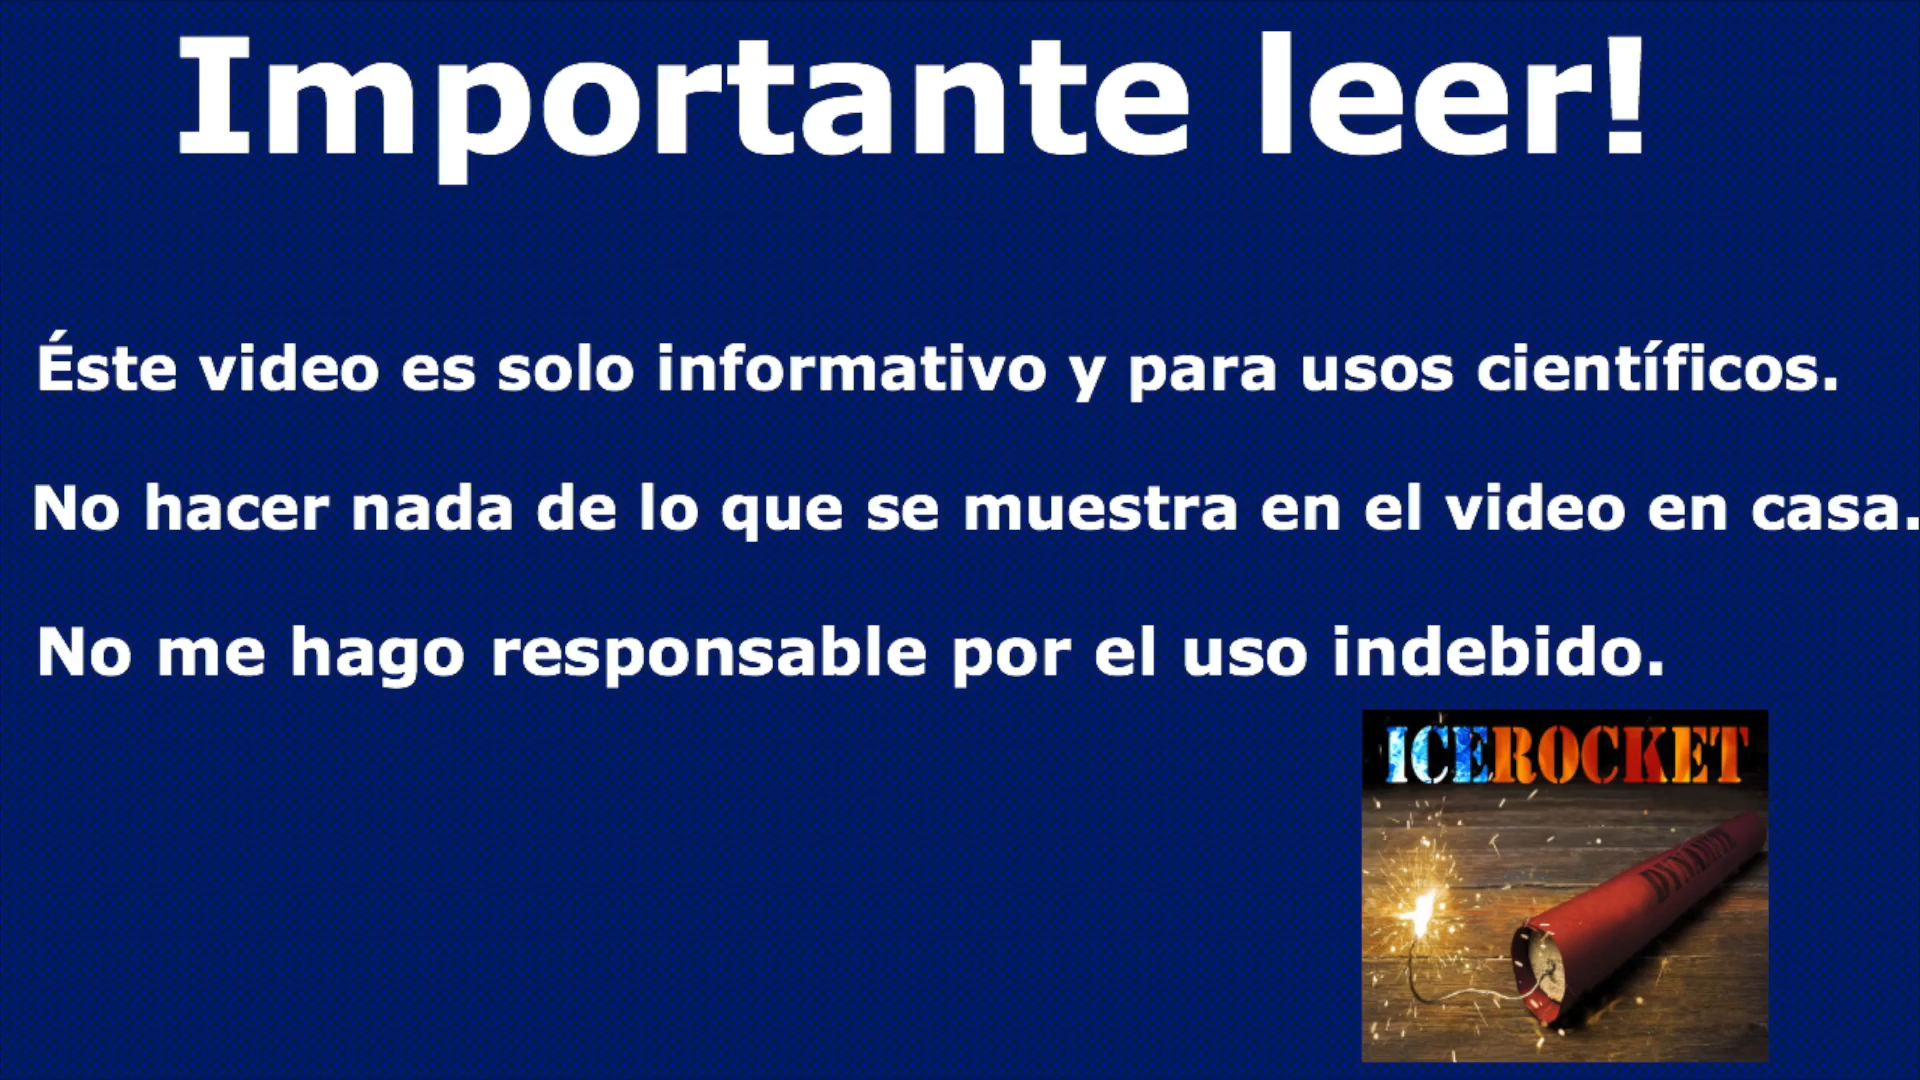 Importante leer!
Éste video es solo informativo y para usos científicos.
No hacer nada de lo que se muestra en el video en casa.
No me hago responsable por el uso indebido.
ICEROCKET
DYNAMITE